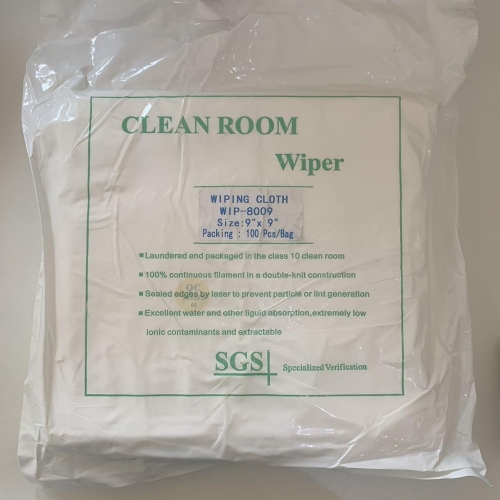 CLEAN ROOM
Wiper
WIPING CLOTH
WIP-8009
Size:9"x 9"
Packing : 100 Pcs/Bag
▪ Laundered and packaged in the class 10 clean room
▪ 100% continuous filament in a double-knit construction
▪ Sealed edges by laser to prevent particle or lint generation
▪ Excellent water and other liguid absorption,extremely low
ionic contaminants and extractable
QC
SGS Specialized Verification